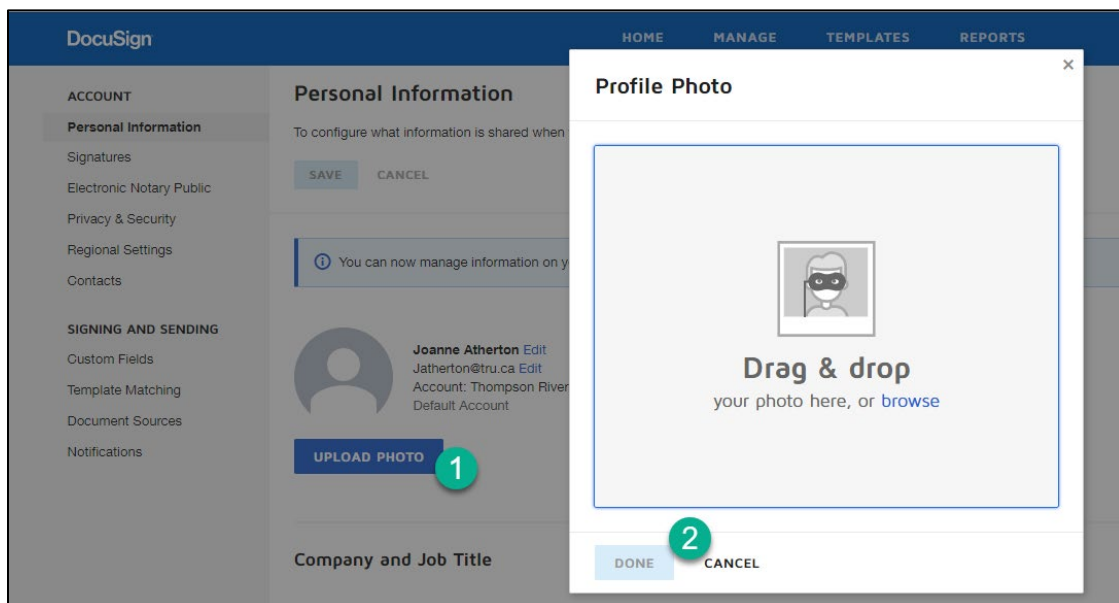 DocuSign
HOME MANAGE TEMPLATES REPORTS
ACCOUNT
Personal Information
Signatures
Electronic Notary Public
Privacy & Security
Regional Settings
Contacts
SIGNING AND SENDING
Custom Fields
Template Matching
Document Sources
Notifications
Personal Information
To configure what information is shared when
SAVE CANCEL
You can now manage information on
Joanne Atherton Edit
Jatherton@tru.ca Edit
Account: Thompson River
Default Account
UPLOAD PHOTO
1
Company and Job Title
Profile Photo
×
Drag & drop
your photo here, or browse
2
DONE CANCEL